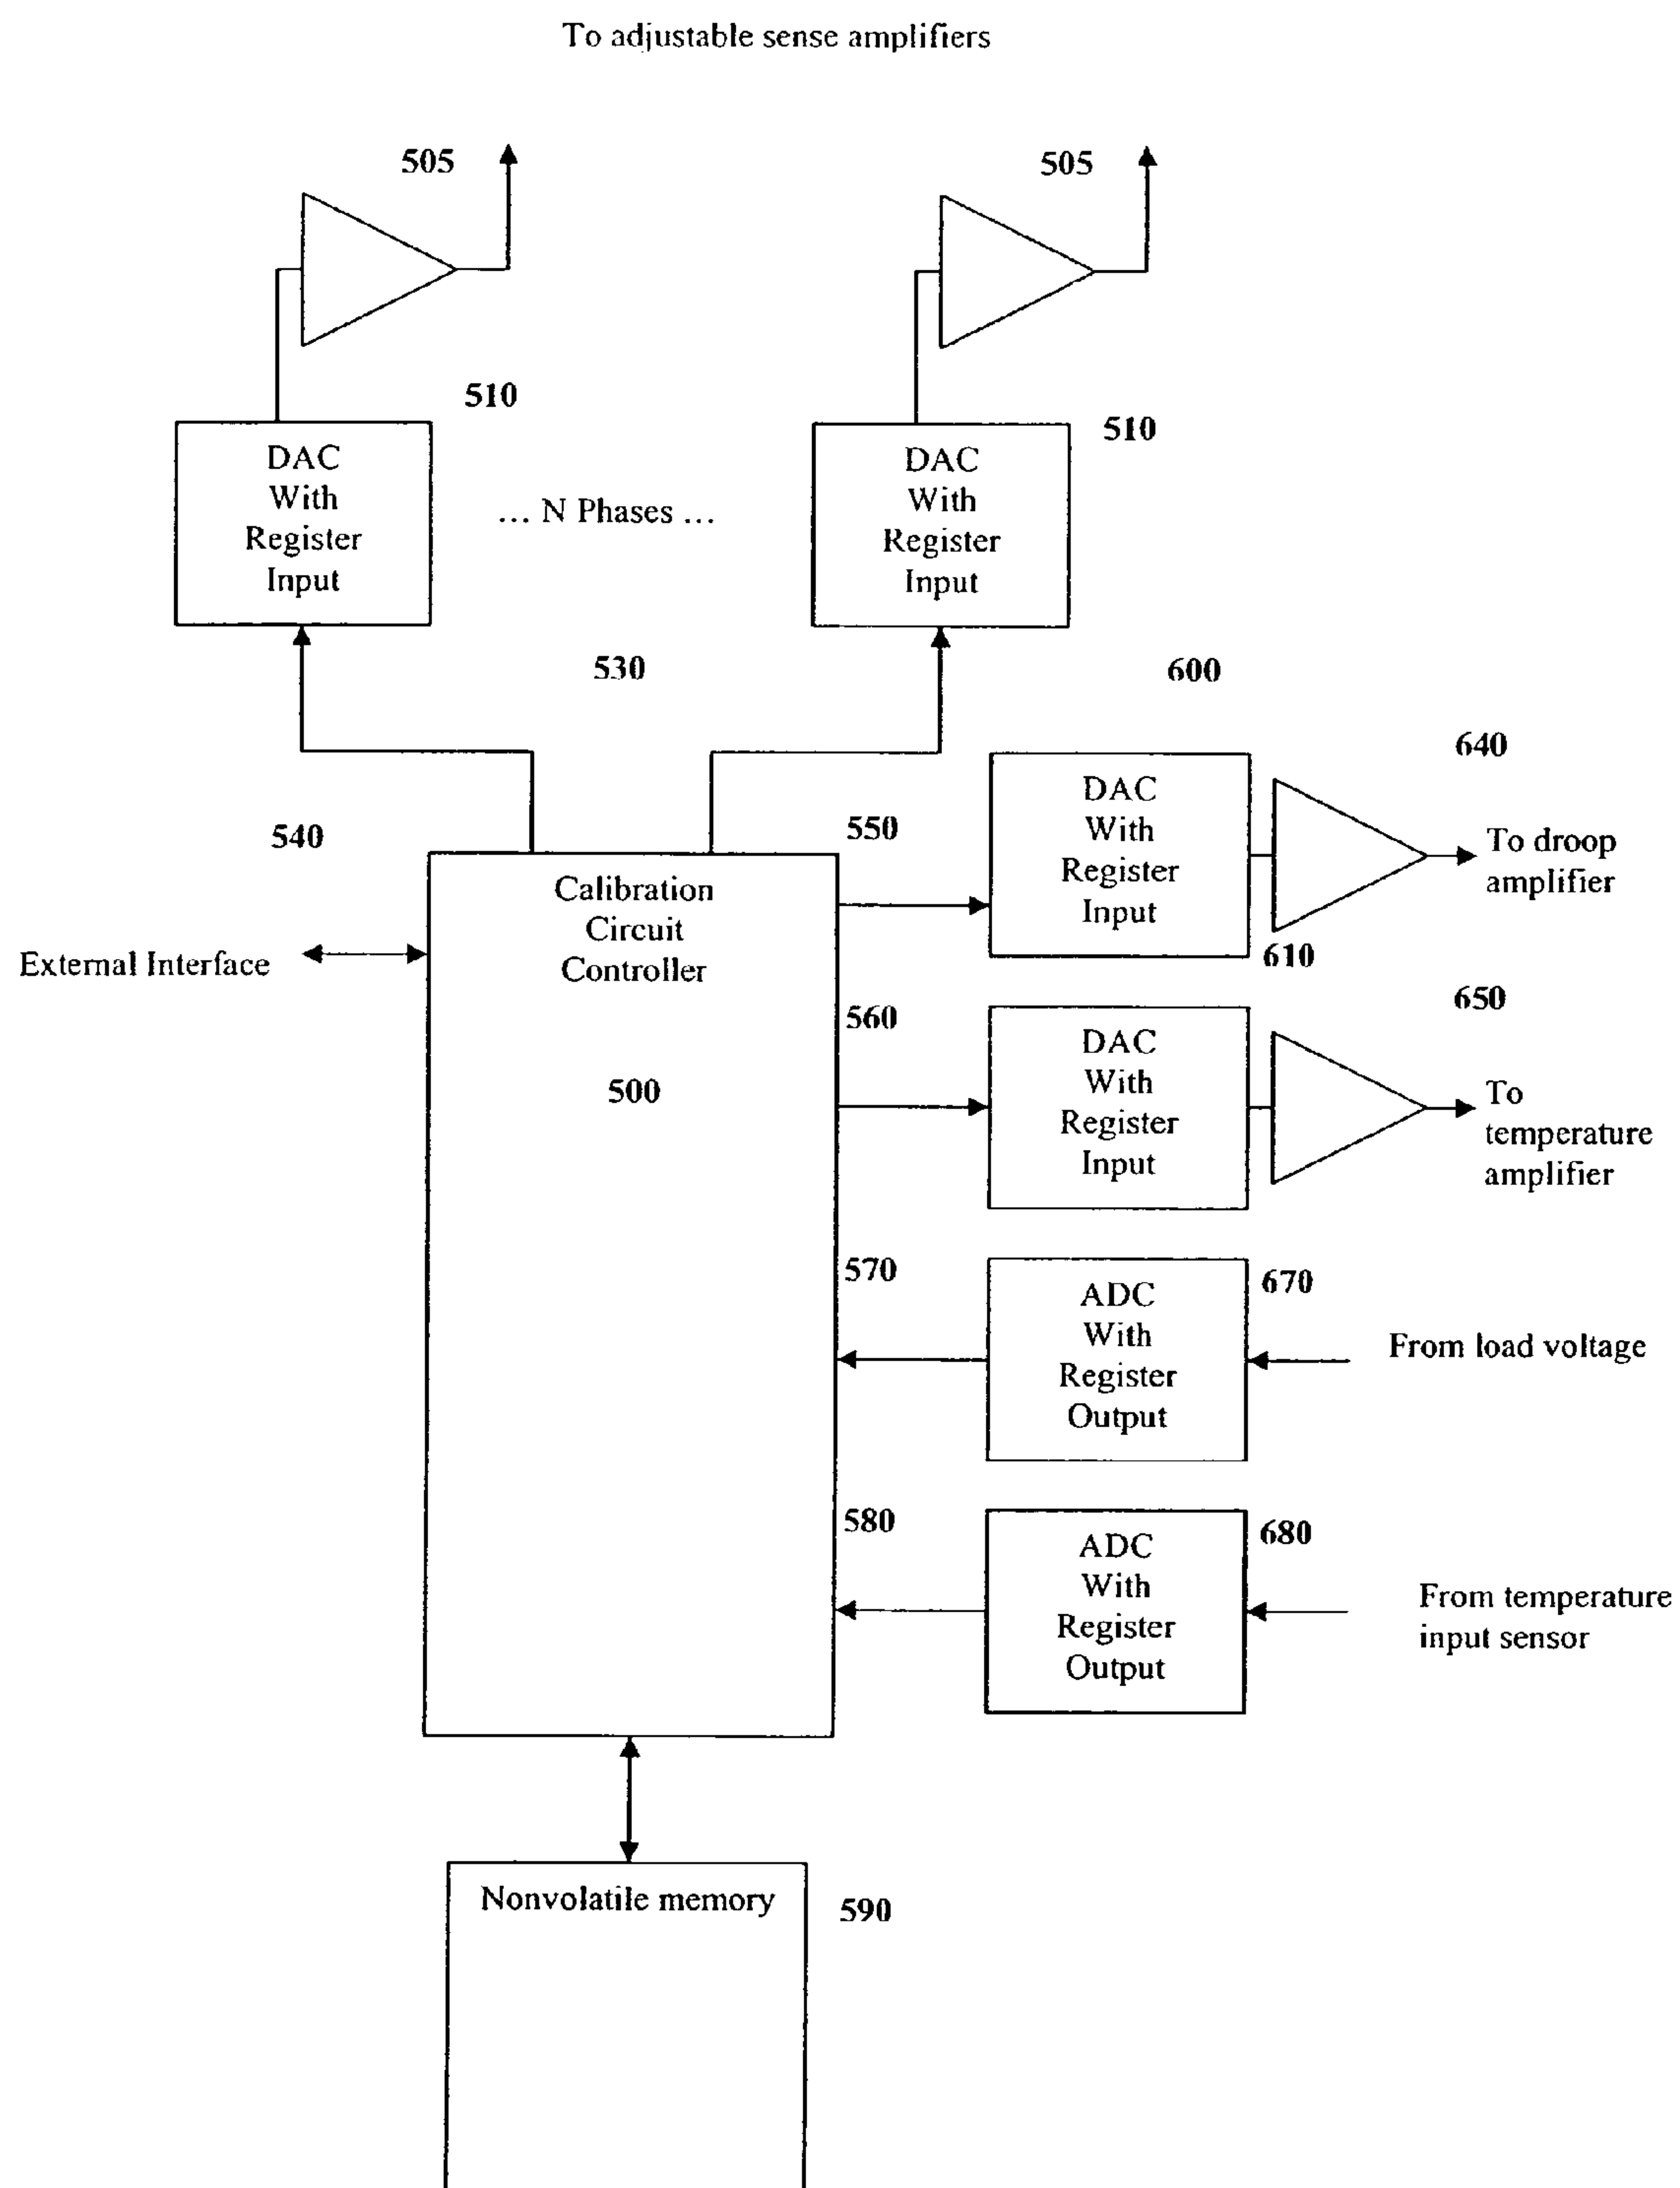 To adjustable sense amplifiers
505
505
510
510
DAC
With
Register
Input
... N Phases ...
DAC
With
Register
Input
530
600
640
540
550
DAC
With
Register
Input
To droop
amplifier
610
Calibration
Circuit
Controller
External Interface
500
560
650
DAC
With
Register
Input
To
temperature
amplifier
570
670
ADC
With
Register
Output
From load voltage
580
680
ADC
With
Register
Output
From temperature
input sensor
Nonvolatile memory
590